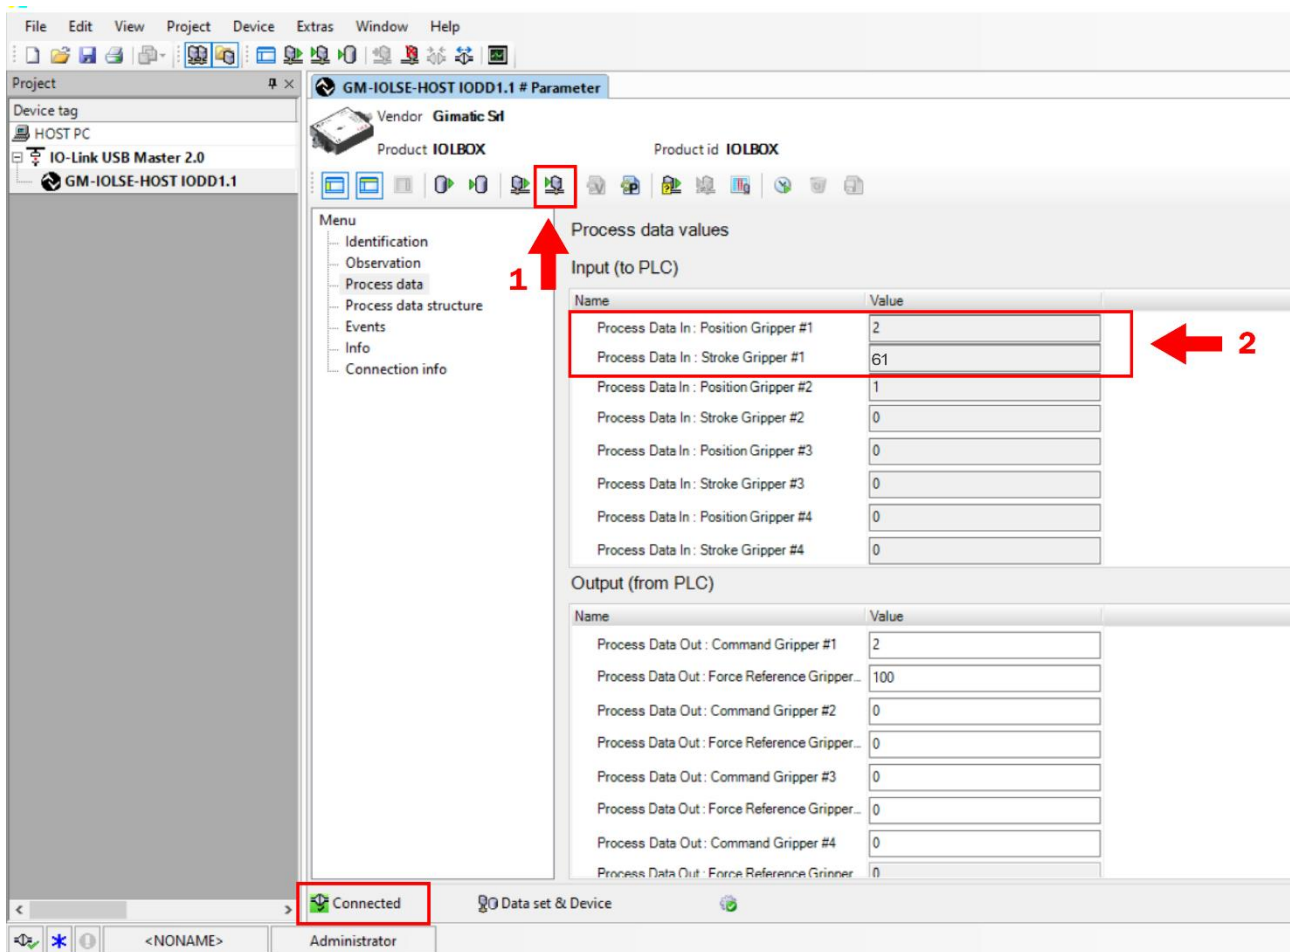 File Edit View Project Device Extras Window Help
Project
GM-IOLSE-HOST IODD1.1 # Parameter
Device tag
HOST PC
IO-Link USB Master 2.0
GM-IOLSE-HOST IODD1.1
Vendor Gimatic Srl
Product IOLBOX Product id IOLBOX
1
Menu
Identification
Observation
Process data
Process data structure
Events
Info
Connection info
Process data values
Input (to PLC)
Name Value
Process Data In : Position Gripper #1 2
Process Data In : Stroke Gripper #1 61
2
Process Data In : Position Gripper #2 1
Process Data In : Stroke Gripper #2 0
Process Data In : Position Gripper #3 0
Process Data In : Stroke Gripper #3 0
Process Data In : Position Gripper #4 0
Process Data In : Stroke Gripper #4 0
Output (from PLC)
Name Value
Process Data Out : Command Gripper #1 2
Process Data Out : Force Reference Gripper... 100
Process Data Out : Command Gripper #2 0
Process Data Out : Force Reference Gripper... 0
Process Data Out : Command Gripper #3 0
Process Data Out : Force Reference Gripper... 0
Process Data Out : Command Gripper #4 0
Process Data Out : Force Reference Gripper 0
Connected Data set & Device
<NONAME> Administrator